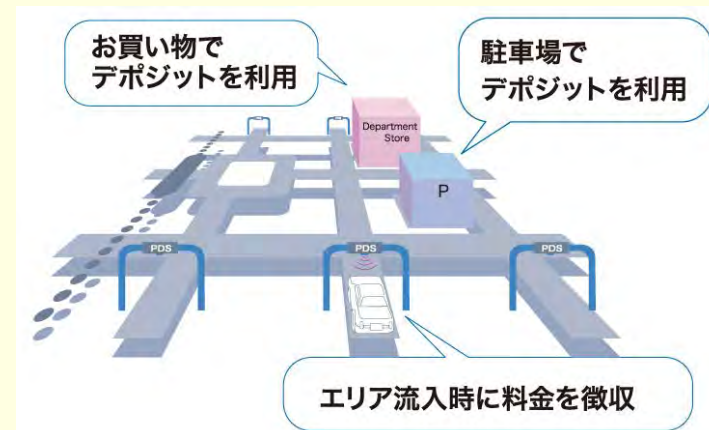 お買い物で
デポジットを利用
駐車場で
デポジットを利用
Department
Store
P
PDS
PDS
PDS
エリア流入時に料金を徴収